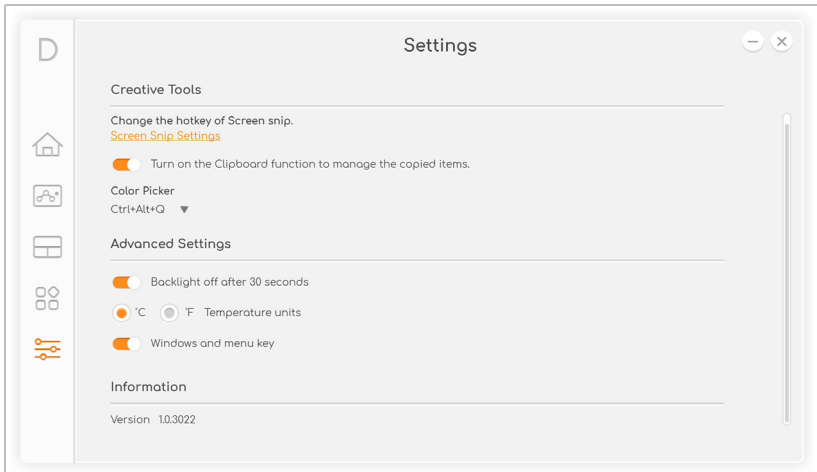 D
Settings
Creative Tools
Change the hotkey of Screen snip.
Screen Snip Settings
Turn on the Clipboard function to manage the copied items.
Color Picker
Ctrl+Alt+Q
Advanced Settings
Backlight off after 30 seconds
°C °F Temperature units
Windows and menu key
Information
Version 1.0.3022